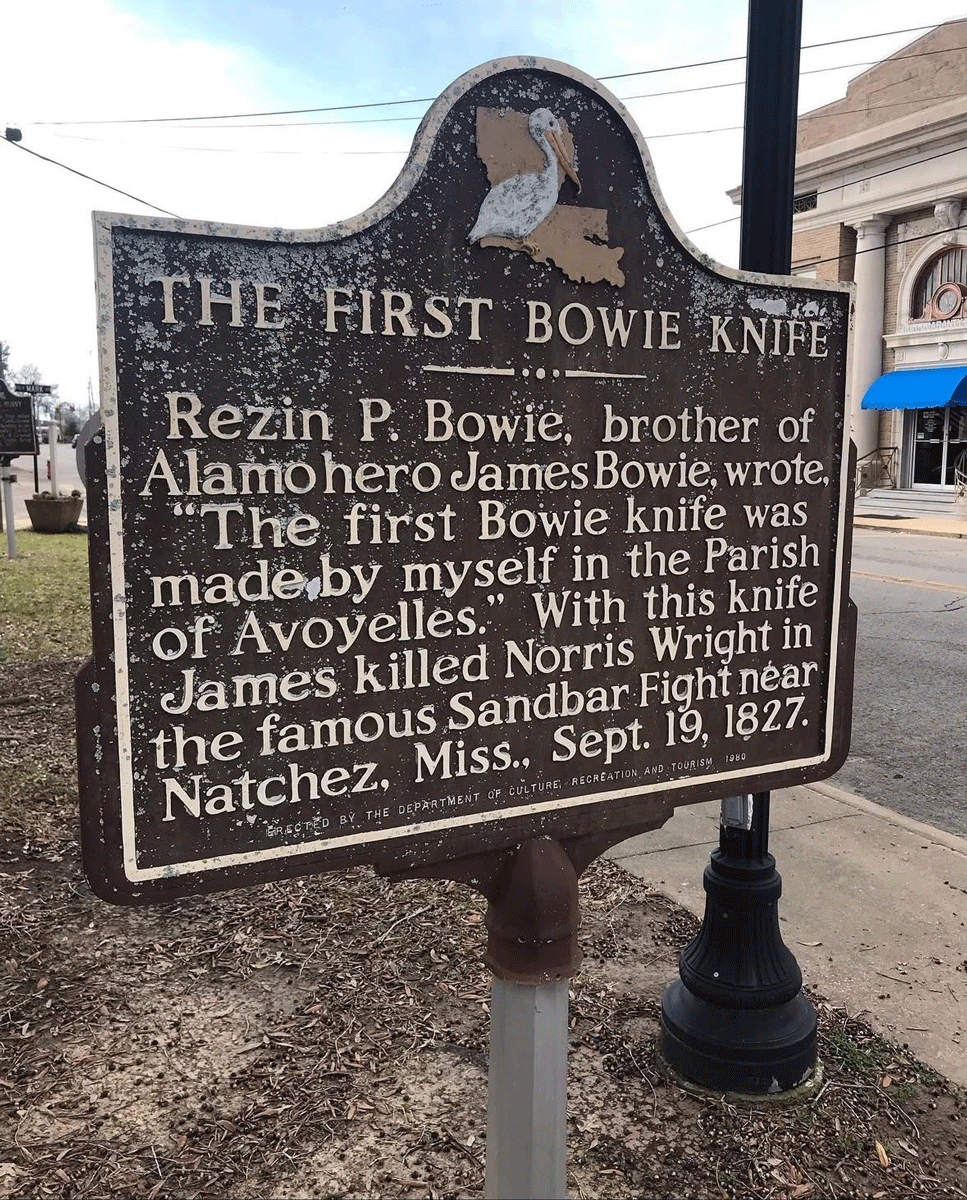 THE FIRST BOWIE KNIFE
Rezin P. Bowie, brother of
Alamo hero James Bowie, wrote,
"The first Bowie knife was
made by myself in the Parish
of Avoyelles." With this knife
James killed Norris Wright in
the famous Sandbar Fight near
Natchez, Miss., Sept. 19, 1827.
ERECTED BY THE DEPARTMENT OF CULTURE, RECREATION AND TOURISM 1980